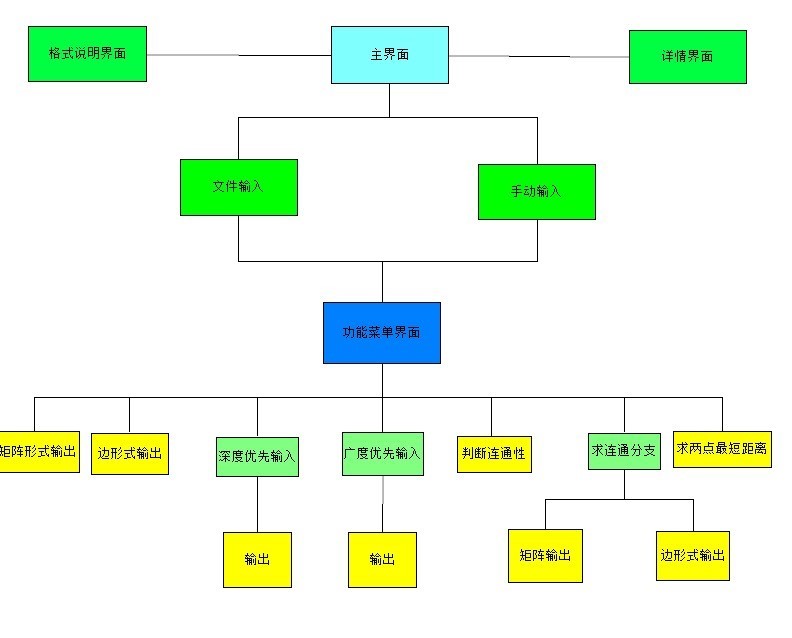 格式说明界面
主界面
详情界面
文件输入
手动输入
功能菜单界面
矩阵形式输出
边形式输出
深度优先输入
广度优先输入
判断连通性
求连通分支
求两点最短距离
输出
输出
矩阵输出
边形式输出